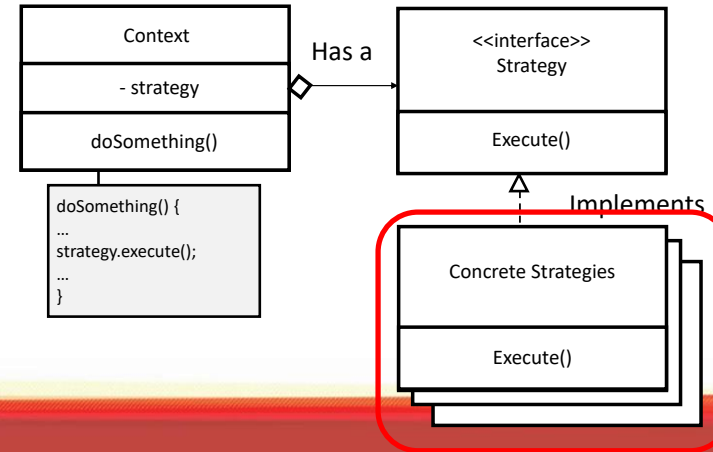 Context
- strategy
doSomething()
Has a
<<interface>>
Strategy
Execute()
doSomething() {
...
strategy.execute();
...
}
Implements
Concrete Strategies
Execute()